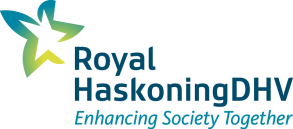 Royal
HaskoningDHV
Enhancing Society Together